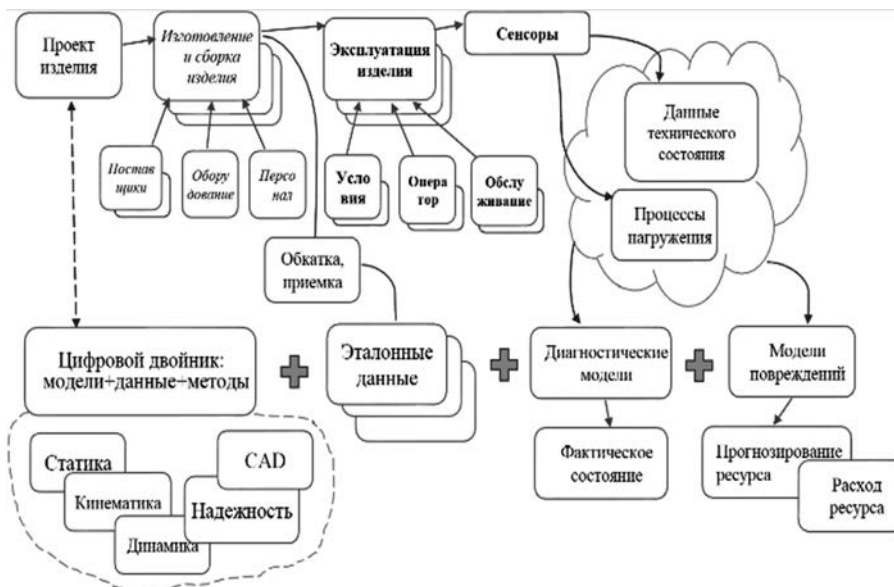 Проект
изделия
Изготовление
и сборка
изделия
Эксплуатация
изделия
Сенсоры
Данные
технического
состояния
Процессы
пагружения
Постав
щики
Обору
дование
Персо
нал
Усло
вия
Опера
тор
Обслу
живание
Обкатка,
приемка
Цифровой двойник:
модели+данные+методы
Эталонные
данные
Диагностические
модели
Модели
повреждений
Статика
Кинематика
Динамика
CAD
Надежность
Фактическое
состояние
Прогнозирование
ресурса
Расход
ресурса